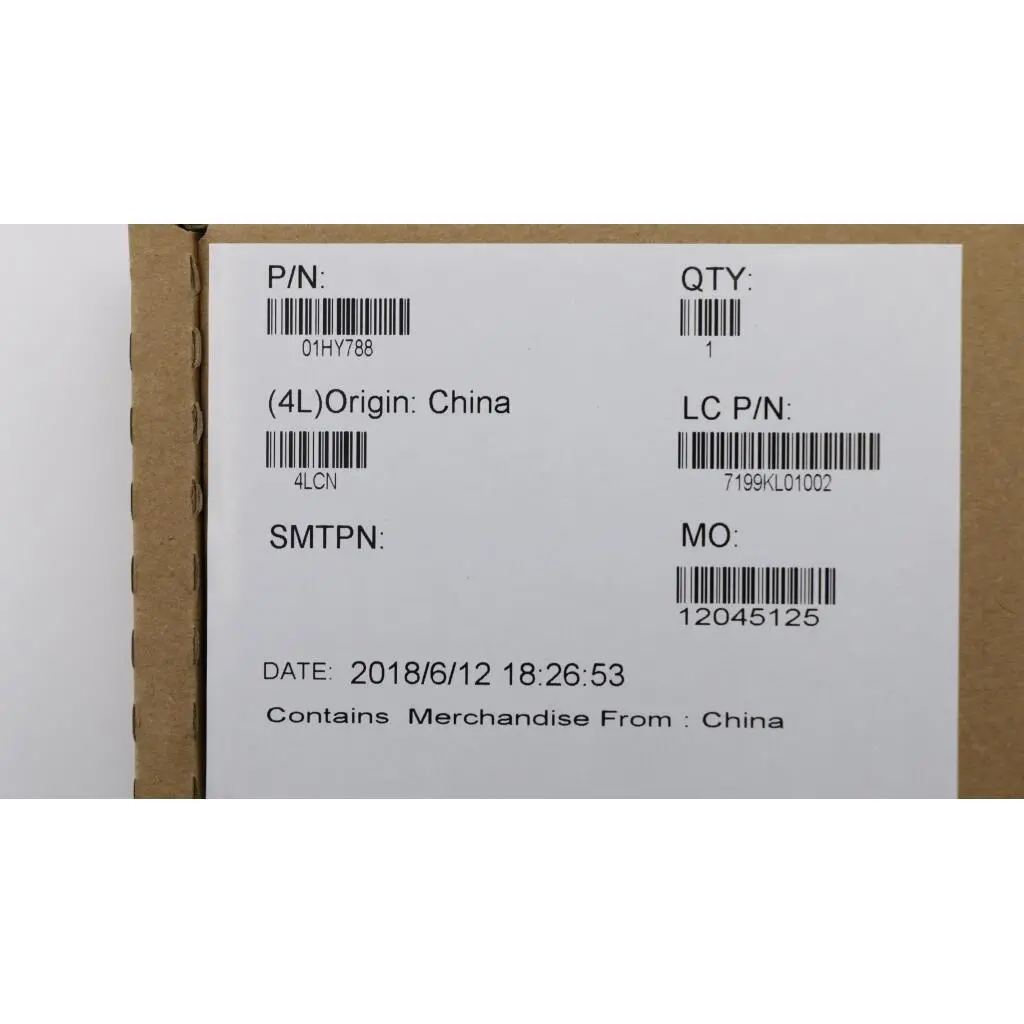 P/N:
01HY788
QTY:
1
(4L)Origin: China
4LCN
LC P/N:
7199KL01002
SMTPN:
MO:
12045125
DATE: 2018/6/12 18:26:53
Contains Merchandise From : China